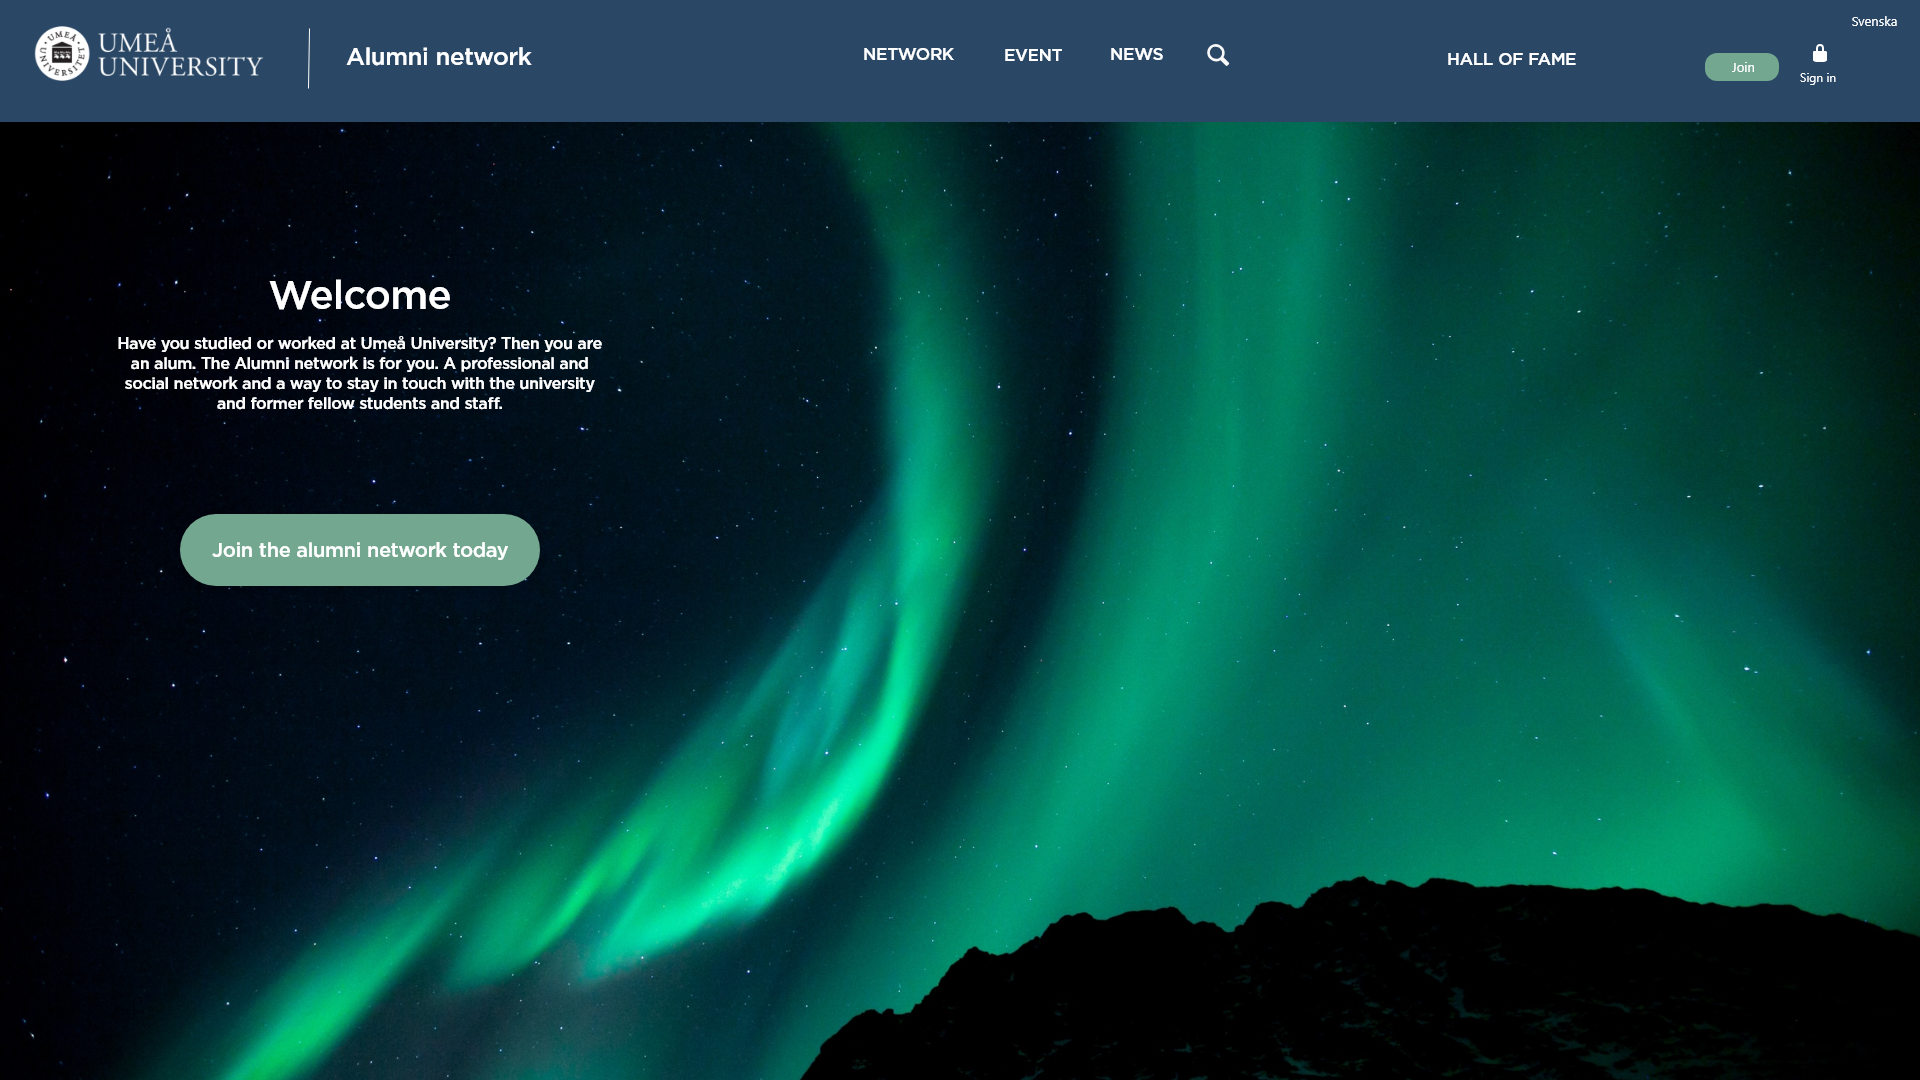 Svenska
UMEÅ
UNIVERSITY
Alumni network
NETWORK
EVENT
NEWS
HALL OF FAME
Join
Sign in
Welcome
Have you studied or worked at Umeå University? Then you are
an alum. The Alumni network is for you. A professional and
social network and a way to stay in touch with the university
and former fellow students and staff.
Join the alumni network today